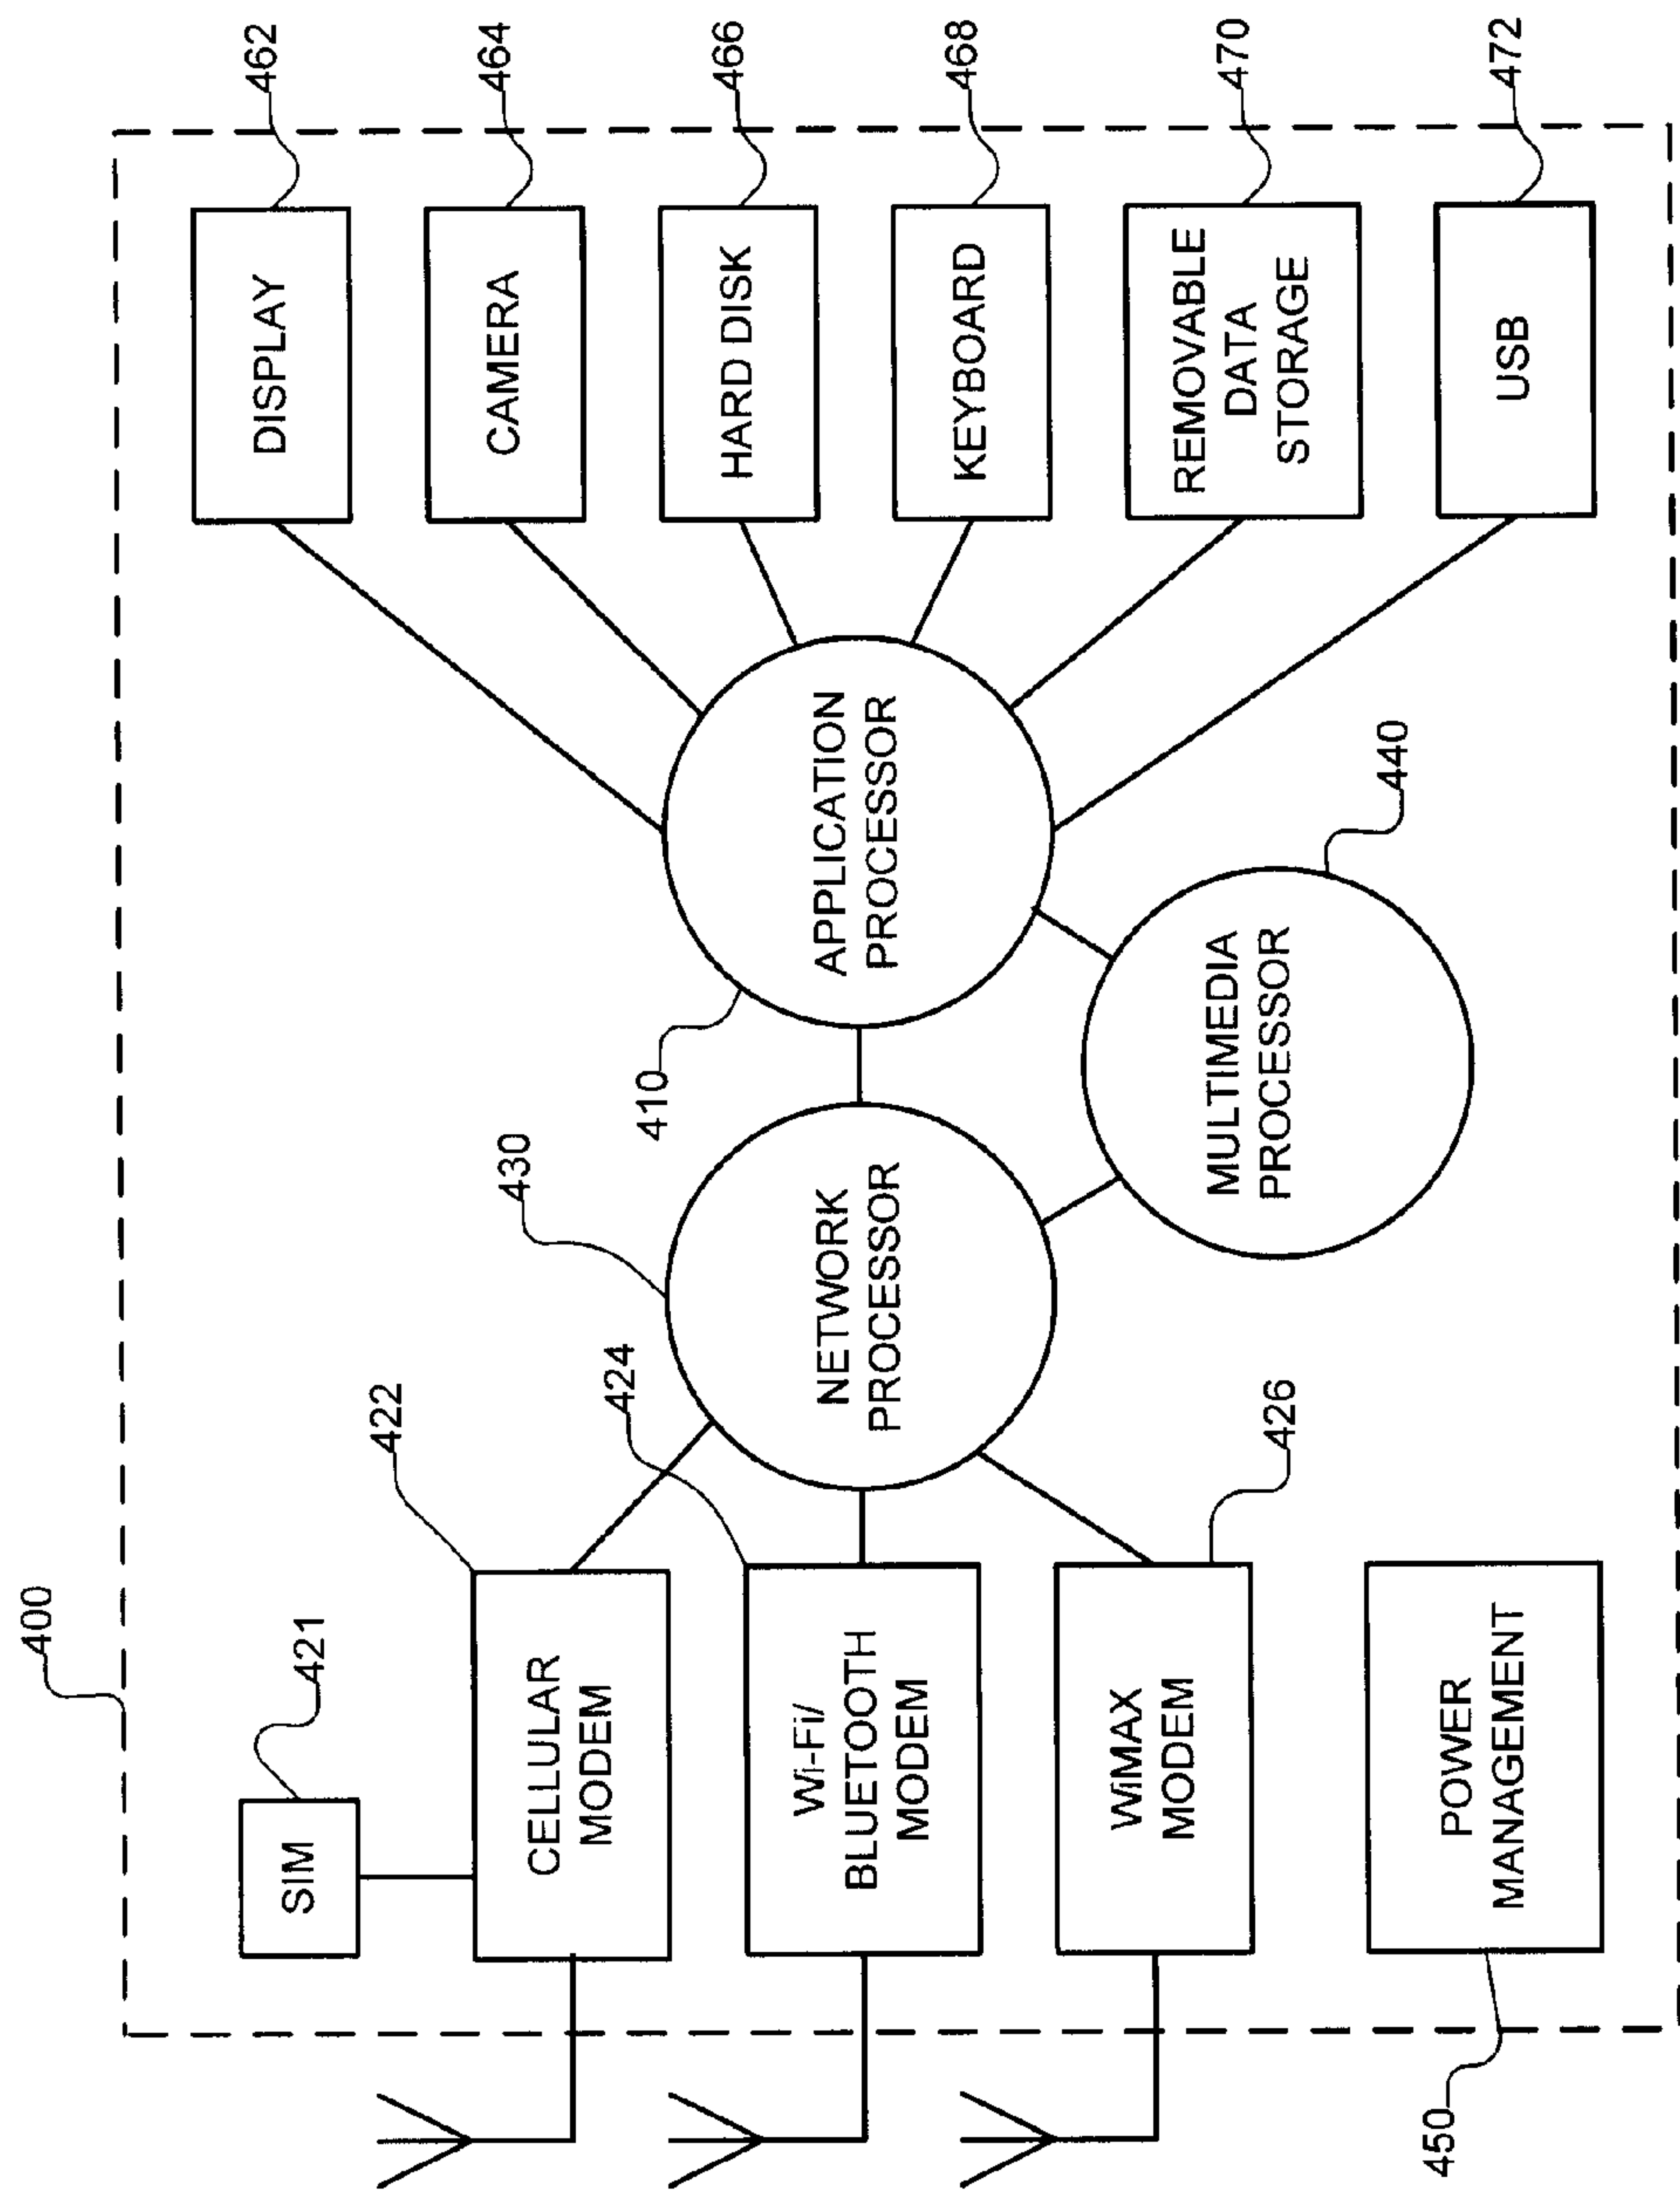 400
421
SIM
422
CELLULAR
MODEM
424
Wi-Fi/
BLUETOOTH
MODEM
426
WiMAX
MODEM
450
POWER
MANAGEMENT
430
NETWORK
PROCESSOR
410
APPLICATION
PROCESSOR
440
MULTIMEDIA
PROCESSOR
462
DISPLAY
464
CAMERA
466
HARD DISK
468
KEYBOARD
470
REMOVABLE
DATA
STORAGE
472
USB